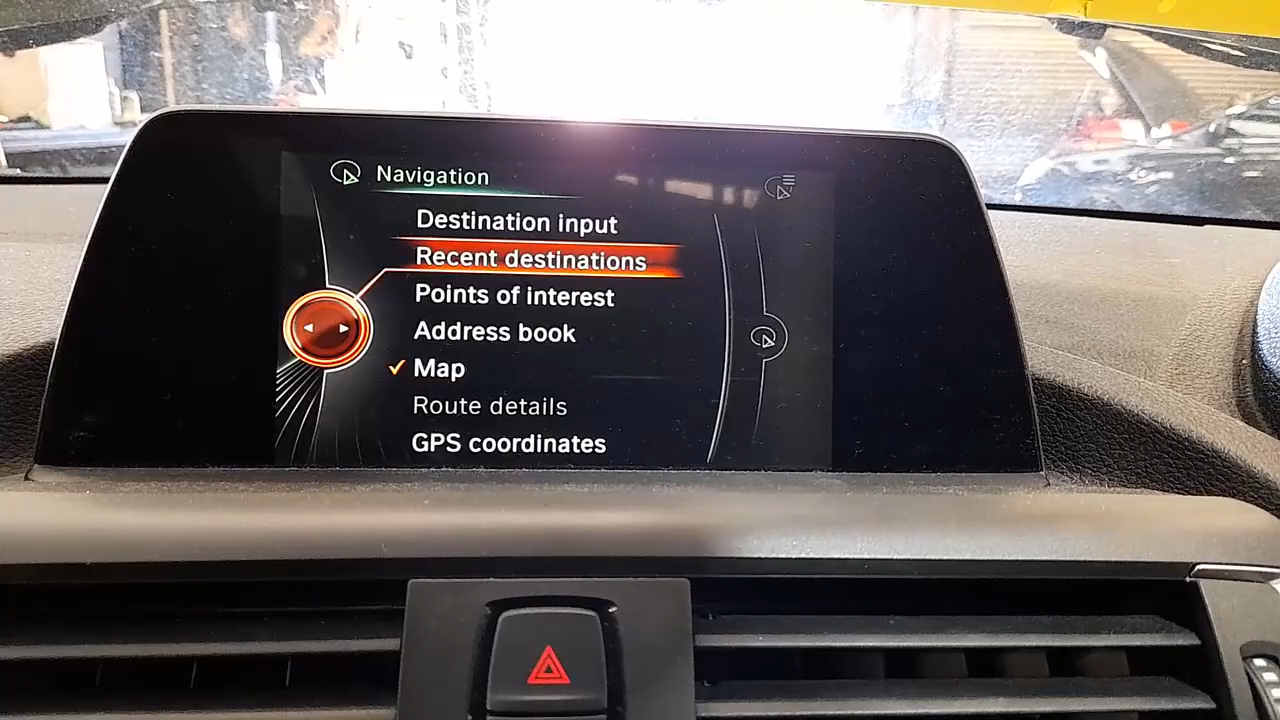 Navigation
Destination input
Recent destinations
Points of interest
Address book
Map
Route details
GPS coordinates